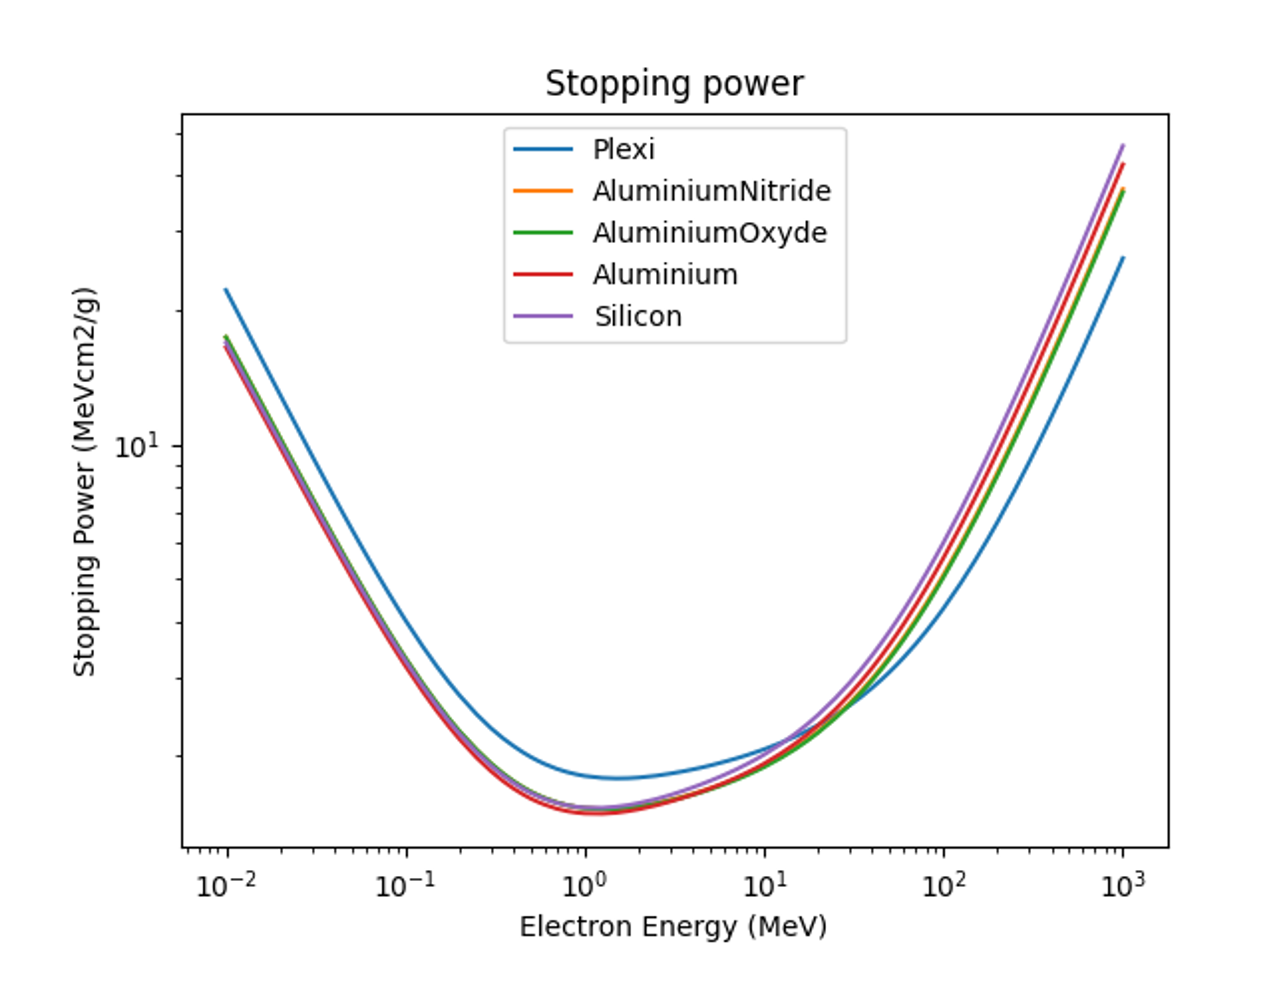 Stopping power
Plexi
AluminiumNitride
AluminiumOxyde
Aluminium
Silicon
Stopping Power (MeVcm2/g)
10¹
10⁻² 10⁻¹ 10⁰ 10¹ 10² 10³
Electron Energy (MeV)